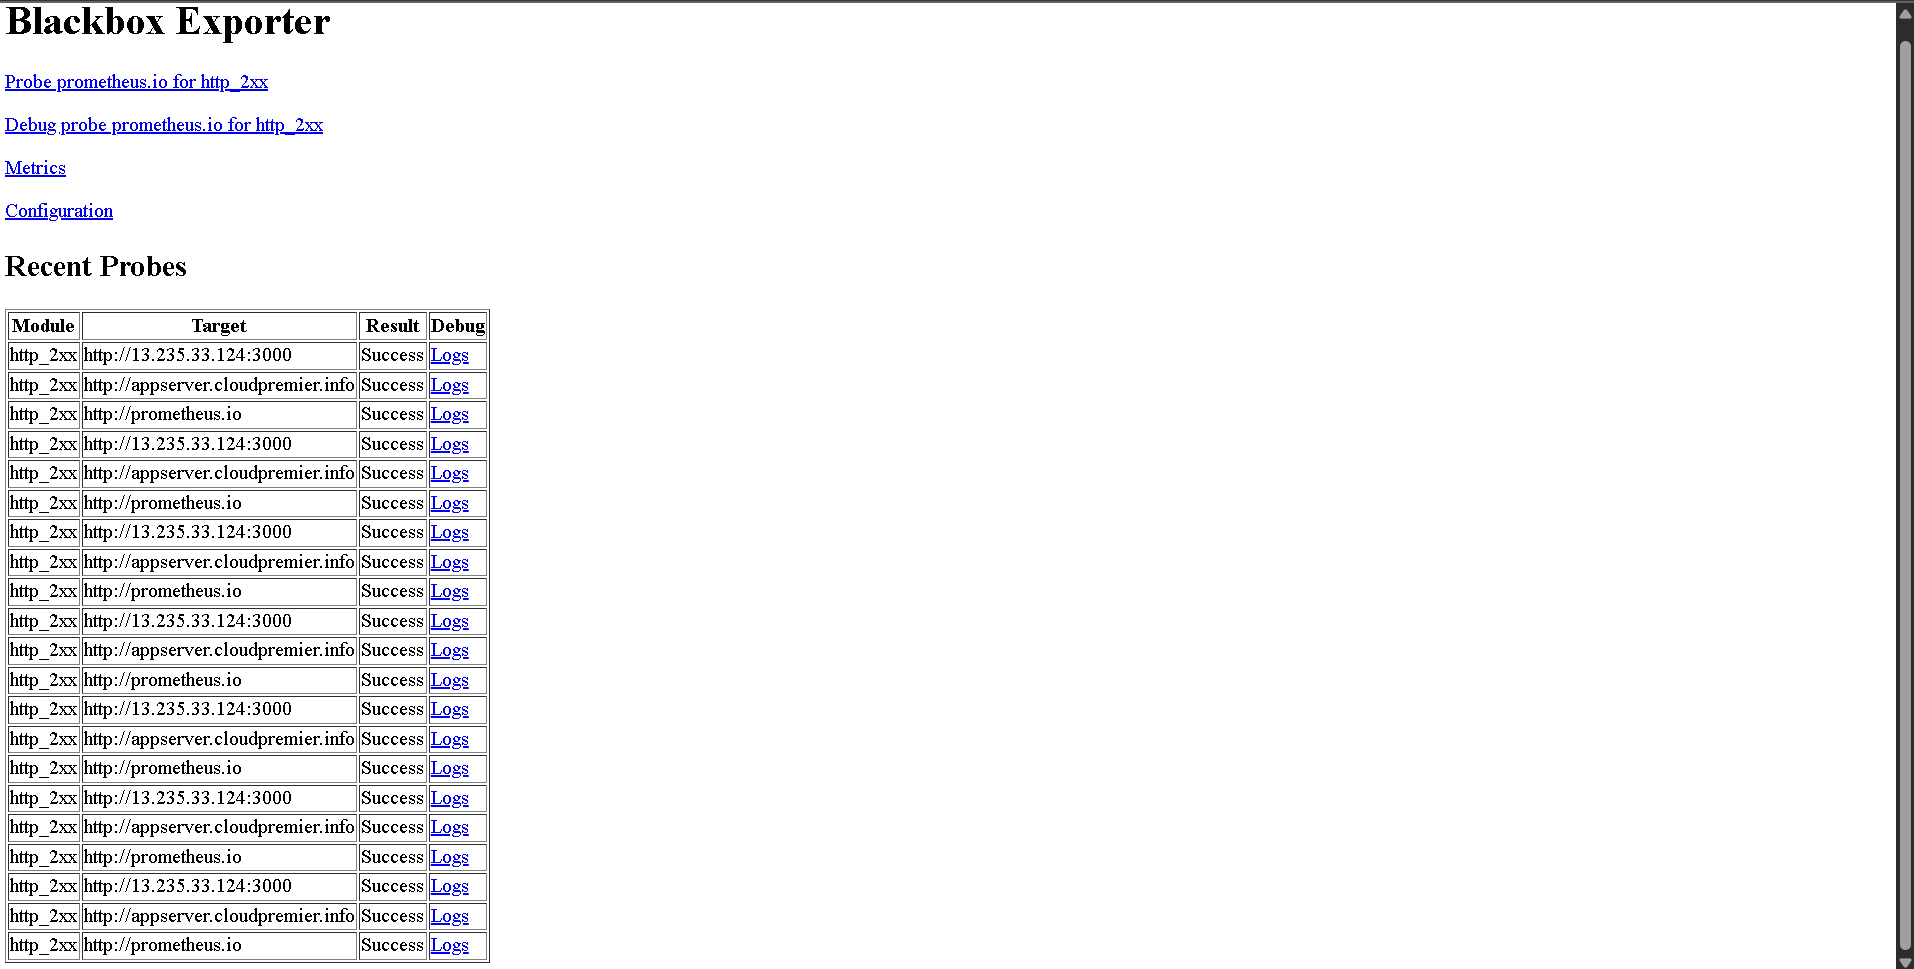 Blackbox Exporter
Probe prometheus.io for http_2xx
Debug probe prometheus.io for http_2xx
Metrics
Configuration
Recent Probes
Module Target Result Debug
http_2xx http://13.235.33.124:3000 Success Logs
http_2xx http://appserver.cloudpremier.info Success Logs
http_2xx http://prometheus.io Success Logs
http_2xx http://13.235.33.124:3000 Success Logs
http_2xx http://appserver.cloudpremier.info Success Logs
http_2xx http://prometheus.io Success Logs
http_2xx http://13.235.33.124:3000 Success Logs
http_2xx http://appserver.cloudpremier.info Success Logs
http_2xx http://prometheus.io Success Logs
http_2xx http://13.235.33.124:3000 Success Logs
http_2xx http://appserver.cloudpremier.info Success Logs
http_2xx http://prometheus.io Success Logs
http_2xx http://13.235.33.124:3000 Success Logs
http_2xx http://appserver.cloudpremier.info Success Logs
http_2xx http://prometheus.io Success Logs
http_2xx http://13.235.33.124:3000 Success Logs
http_2xx http://appserver.cloudpremier.info Success Logs
http_2xx http://prometheus.io Success Logs
http_2xx http://13.235.33.124:3000 Success Logs
http_2xx http://appserver.cloudpremier.info Success Logs
http_2xx http://prometheus.io Success Logs